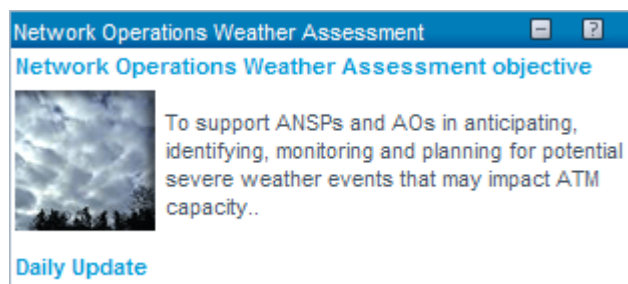 Network Operations Weather Assessment
Network Operations Weather Assessment objective
To support ANSPs and AOs in anticipating,
identifying, monitoring and planning for potential
severe weather events that may impact ATM
capacity..
Daily Update